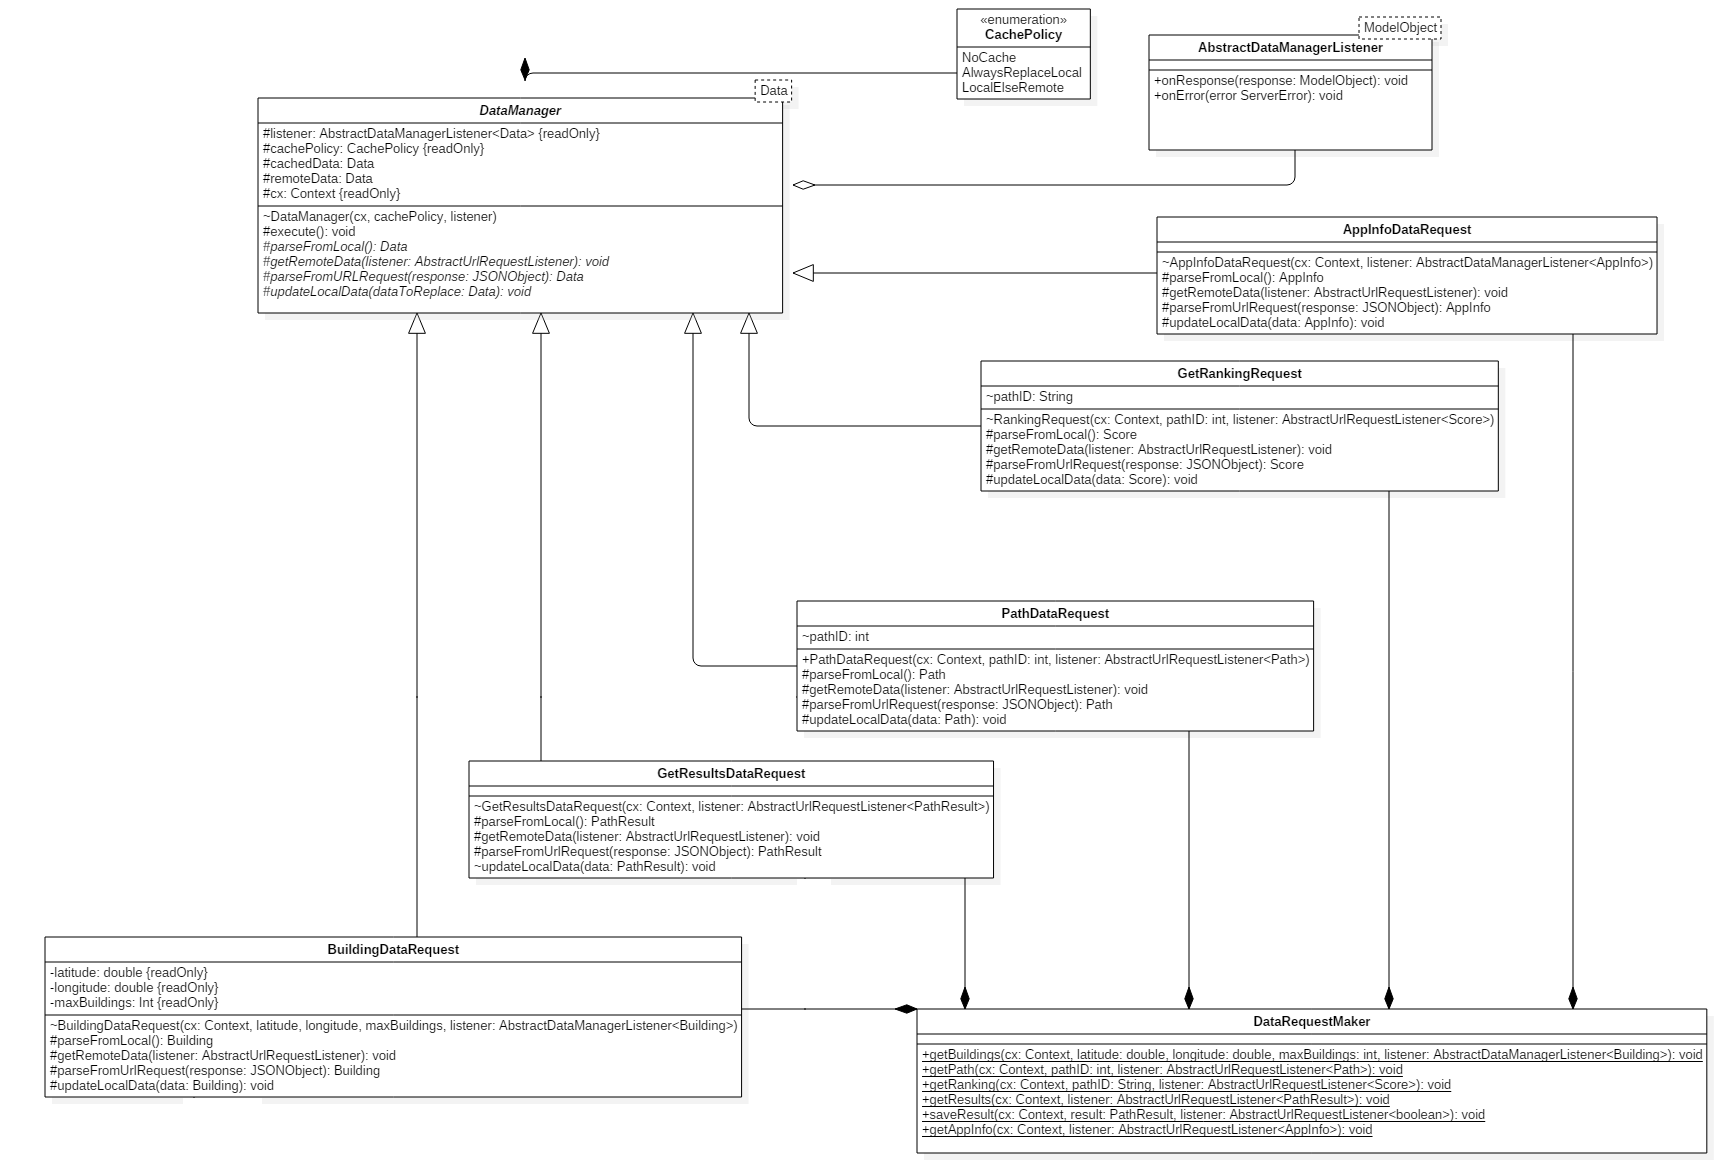 «enumeration»
CachePolicy
NoCache
AlwaysReplaceLocal
LocalElseRemote
ModelObject
AbstractDataManagerListener
+onResponse(response: ModelObject): void
+onError(error ServerError): void
Data
DataManager
#listener: AbstractDataManagerListener<Data> {readOnly}
#cachePolicy: CachePolicy {readOnly}
#cachedData: Data
#remoteData: Data
#cx: Context {readOnly}
~DataManager(cx, cachePolicy, listener)
#execute(): void
#parseFromLocal(): Data
#getRemoteData(listener: AbstractUrlRequestListener): void
#parseFromURLRequest(response: JSONObject): Data
#updateLocalData(dataToReplace: Data): void
AppInfoDataRequest
~AppInfoDataRequest(cx: Context, listener: AbstractDataManagerListener<AppInfo>)
#parseFromLocal(): AppInfo
#getRemoteData(listener: AbstractUrlRequestListener): void
#parseFromUrlRequest(response: JSONObject): AppInfo
#updateLocalData(data: AppInfo): void
GetRankingRequest
~pathID: String
~RankingRequest(cx: Context, pathID: int, listener: AbstractUrlRequestListener<Score>)
#parseFromLocal(): Score
#getRemoteData(listener: AbstractUrlRequestListener): void
#parseFromUrlRequest(response: JSONObject): Score
#updateLocalData(data: Score): void
PathDataRequest
~pathID: int
+PathDataRequest(cx: Context, pathID: int, listener: AbstractUrlRequestListener<Path>)
#parseFromLocal(): Path
#getRemoteData(listener: AbstractUrlRequestListener): void
#parseFromUrlRequest(response: JSONObject): Path
#updateLocalData(data: Path): void
GetResultsDataRequest
~GetResultsDataRequest(cx: Context, listener: AbstractUrlRequestListener<PathResult>)
#parseFromLocal(): PathResult
#getRemoteData(listener: AbstractUrlRequestListener): void
#parseFromUrlRequest(response: JSONObject): PathResult
~updateLocalData(data: PathResult): void
BuildingDataRequest
-latitude: double {readOnly}
-longitude: double {readOnly}
-maxBuildings: Int {readOnly}
~BuildingDataRequest(cx: Context, latitude, longitude, maxBuildings, listener: AbstractDataManagerListener<Building>)
#parseFromLocal(): Building
#getRemoteData(listener: AbstractUrlRequestListener): void
#parseFromUrlRequest(response: JSONObject): Building
#updateLocalData(data: Building): void
DataRequestMaker
+getBuildings(cx: Context, latitude: double, longitude: double, maxBuildings: int, listener: AbstractDataManagerListener<Building>): void
+getPath(cx: Context, pathID: int, listener: AbstractUrlRequestListener<Path>): void
+getRanking(cx: Context, pathID: String, listener: AbstractUrlRequestListener<Score>): void
+getResults(cx: Context, listener: AbstractUrlRequestListener<PathResult>): void
+saveResult(cx: Context, result: PathResult, listener: AbstractUrlRequestListener<boolean>): void
+getAppInfo(cx: Context, listener: AbstractUrlRequestListener<AppInfo>): void